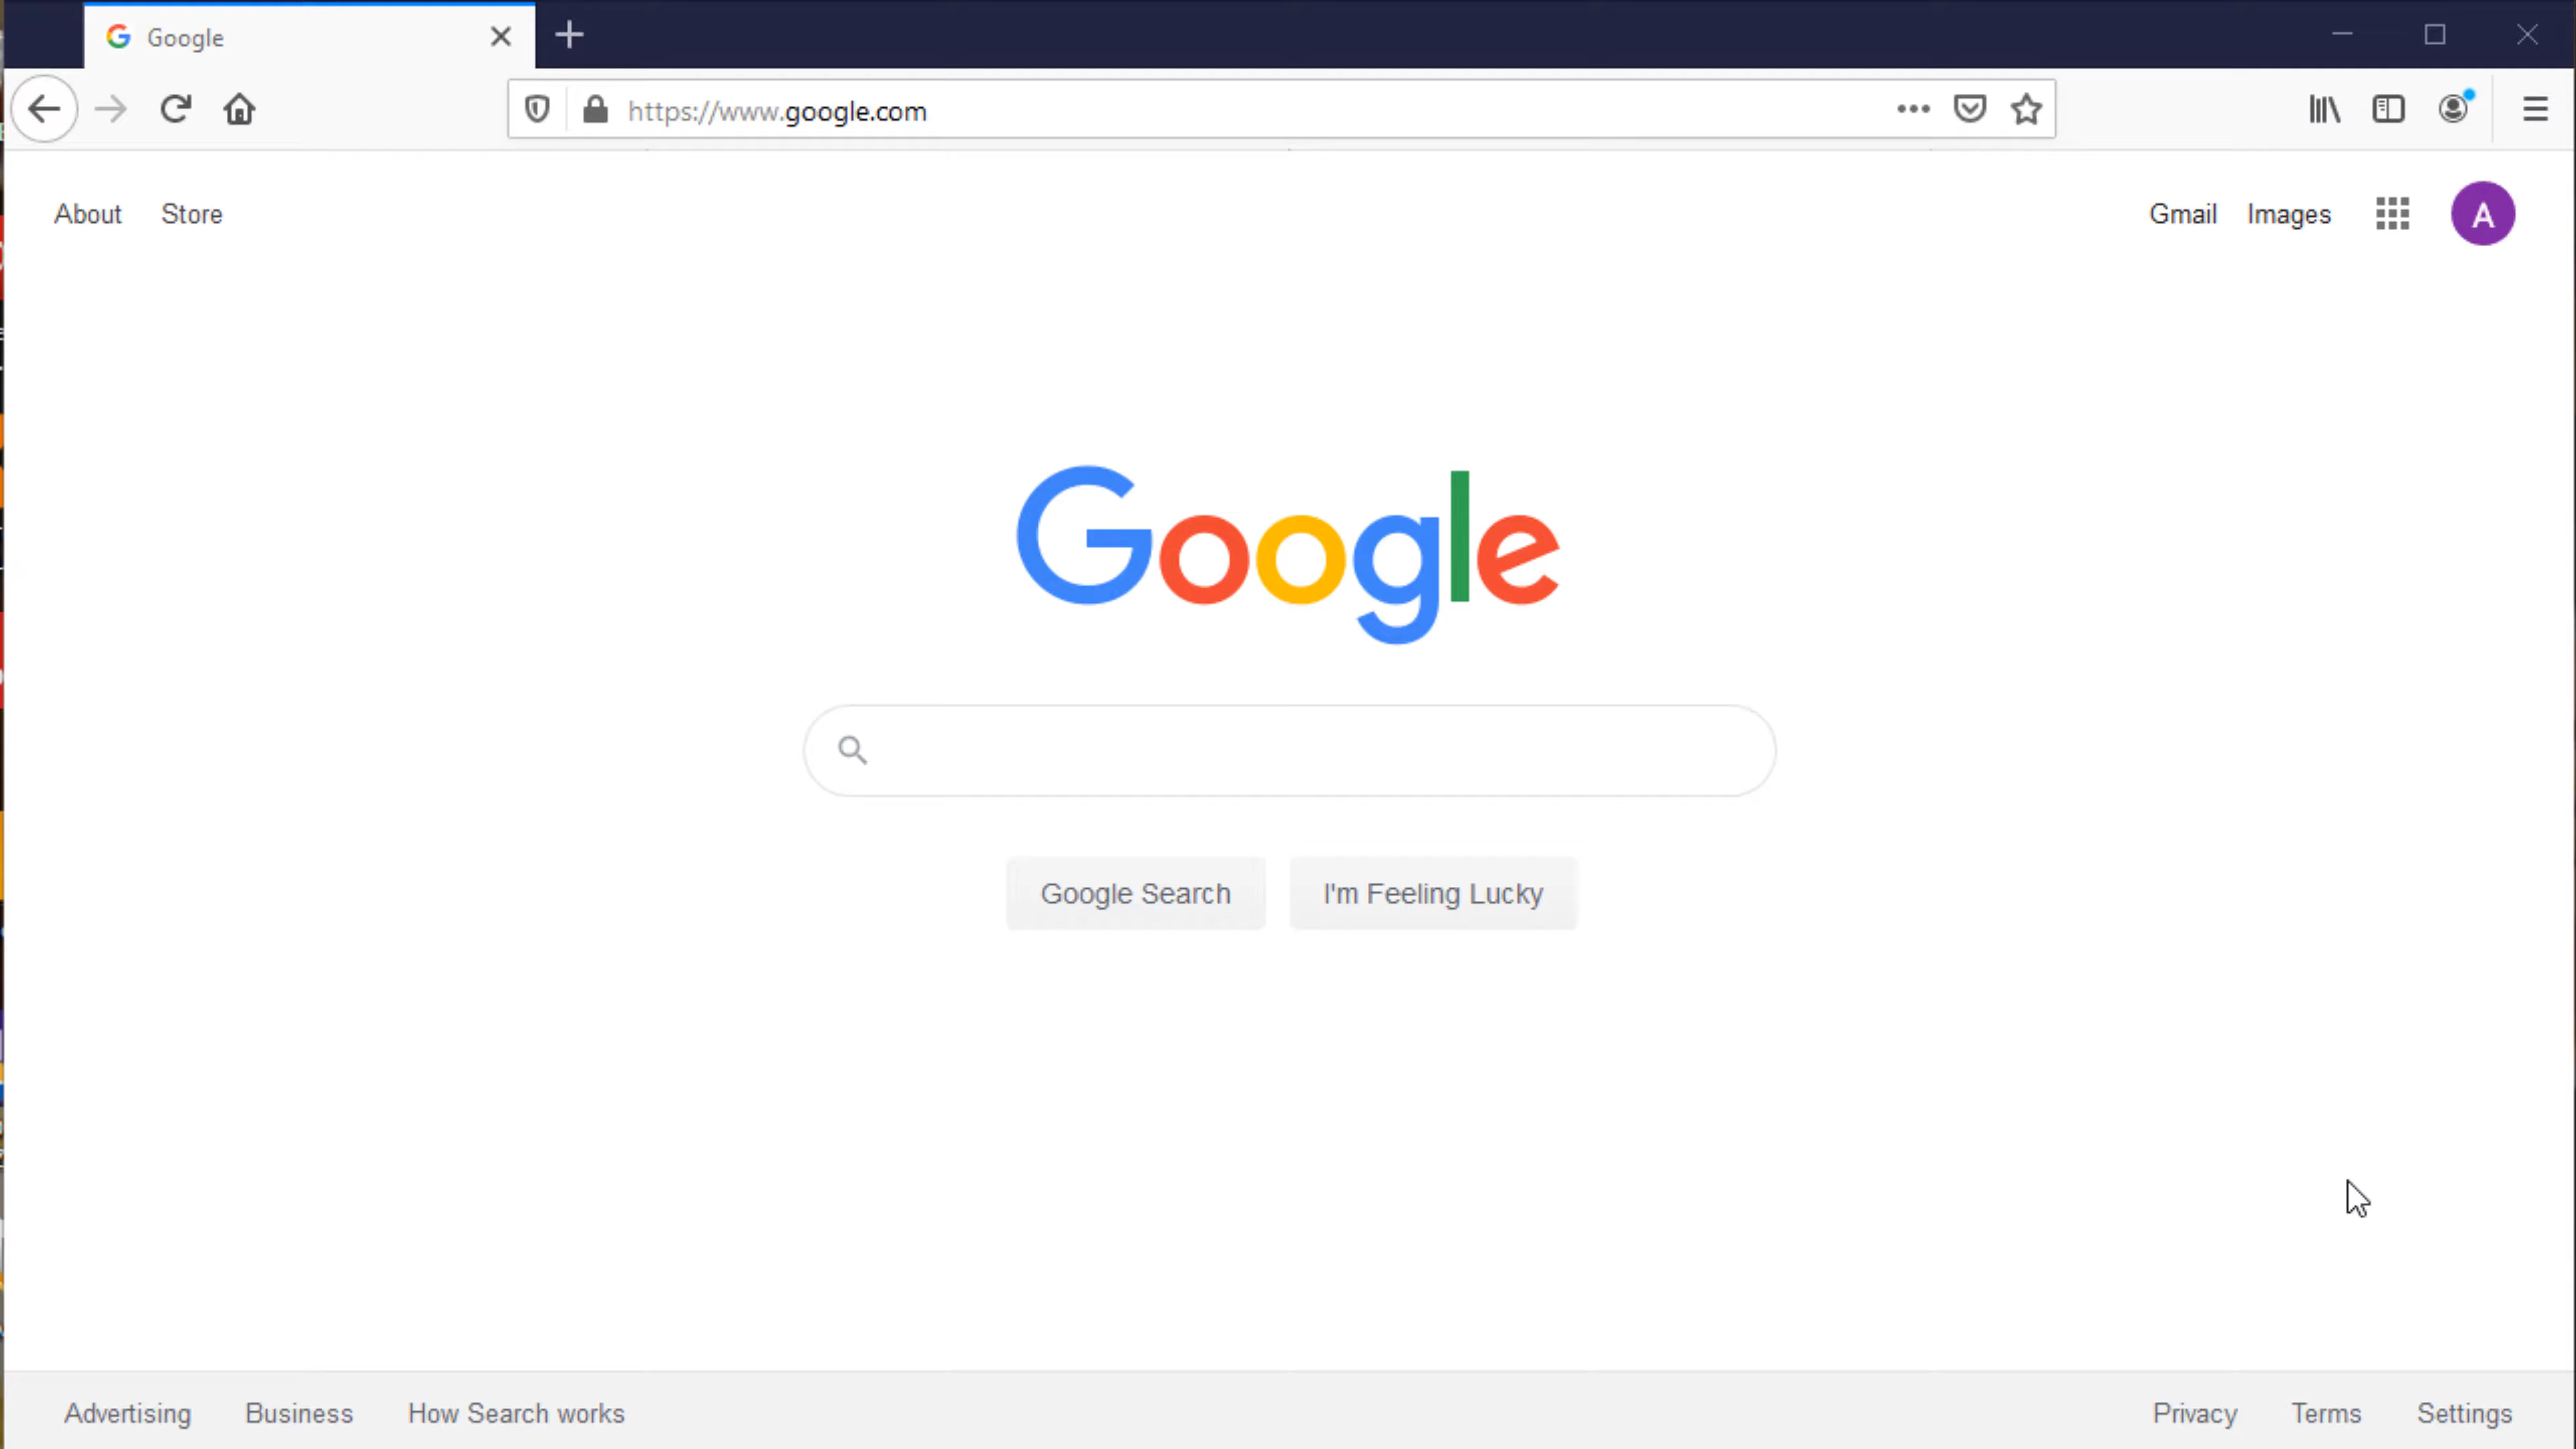 Google
https://www.google.com
About Store
Gmail Images
A
Google
Google Search
I'm Feeling Lucky
Advertising Business How Search works
Privacy Terms Settings